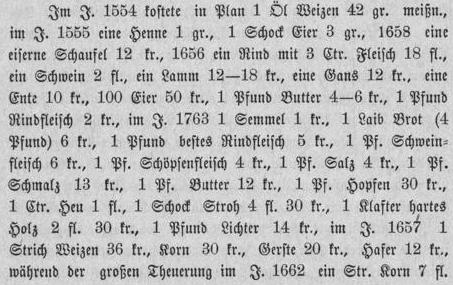 Im J. 1554 kostete in Plan 1 Öl Weizen 42 gr. meißn.,
im J. 1555 eine Henne 1 gr., 1 Schock Eier 3 gr., 1658 eine
eiserne Schaufel 12 kr., 1656 ein Rind mit 3 Ctr. Fleisch 18 fl.,
ein Schwein 2 fl., ein Lamm 12—18 kr., eine Gans 12 kr., eine
Ente 10 kr., 100 Eier 50 kr., 1 Pfund Butter 4—6 kr., 1 Pfund
Rindfleisch 2 kr., im J. 1763 1 Semmel 1 kr., 1 Laib Brot (4
Pfund) 6 kr., 1 Pfund bestes Rindfleisch 5 kr., 1 Pf. Schwein-
fleisch 6 kr., 1 Pf. Schöpsenfleisch 4 kr., 1 Pf. Salz 4 kr., 1 Pf.
Schmalz 13 kr., 1 Pf. Butter 12 kr., 1 Pf. Hopfen 30 kr.,
1 Ctr. Heu 1 fl., 1 Schock Stroh 4 fl. 30 kr., 1 Klafter hartes
Holz 2 fl. 30 kr., 1 Pfund Lichter 14 kr., im J. 1657 1
Strich Weizen 36 kr., Korn 30 kr., Gerste 20 kr., Hafer 12 kr.,
während der großen Theuerung im J. 1662 ein Str. Korn 7 fl.